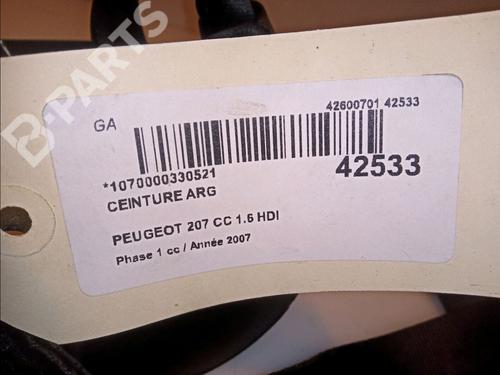 B-PARTS
GA
42600701 42533
*1070000330521
42533
CEINTURE ARG
PEUGEOT 207 CC 1.6 HDI
Phase 1 cc / Année 2007